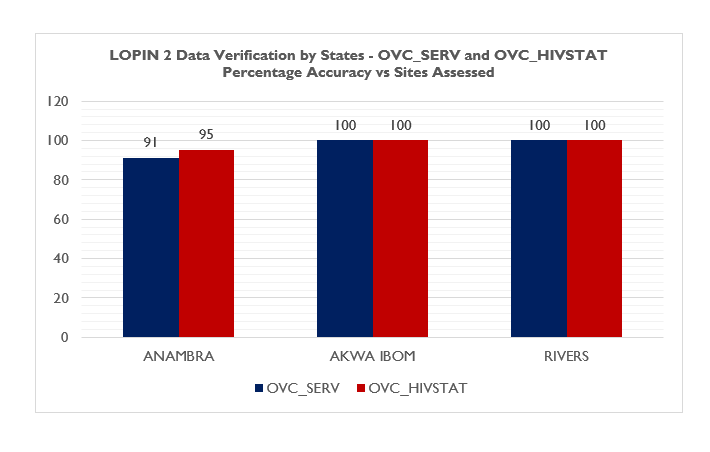 LOPIN 2 Data Verification by States - OVC_SERV and OVC_HIVSTAT
Percentage Accuracy vs Sites Assessed
120
100
80
60
40
20
0
91
95
100
100
100
100
ANAMBRA
AKWA IBOM
RIVERS
OVC_SERV
OVC_HIVSTAT